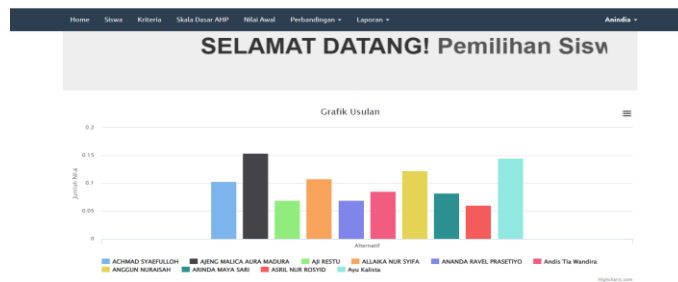 Home Siswa Kriteria Skala Dasar AHP Nilai Awal Perbandingan Laporan Anindia
SELAMAT DATANG! Pemilihan Sisw
Grafik Usulan
0.2
0.15
0.1
0.05
0
Jumlah Nilai
Alternatif
ACHMAD SYAEFULLOH AJENG MALICA AURA MADURA AJI RESTU ALLAIKA NUR SYIFA ANANDA RAVEL PRASETIYO Andis Tia Wandira
ANGGUN NURAISAH ARINDA MAYA SARI ASRIL NUR ROSYID Ayu Kalista
Highcharts.com